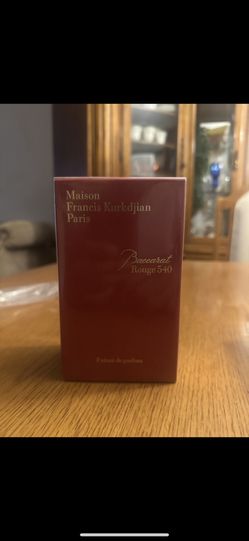 Maison
Francis Kurkdjian
Paris
Baccarat
Rouge 540
Extrait de parfum